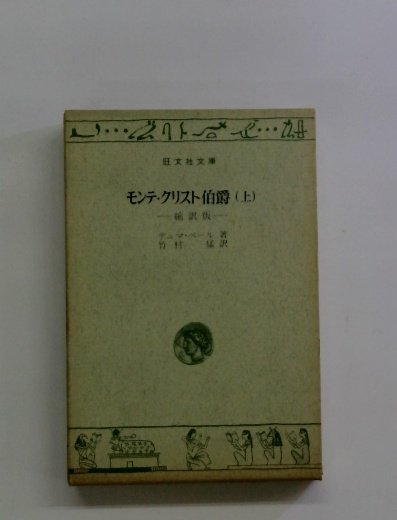 旺文社文庫
モンテ・クリスト伯爵(上)
―縮訳版―
デュマ・ペール 著
竹村 猛 訳